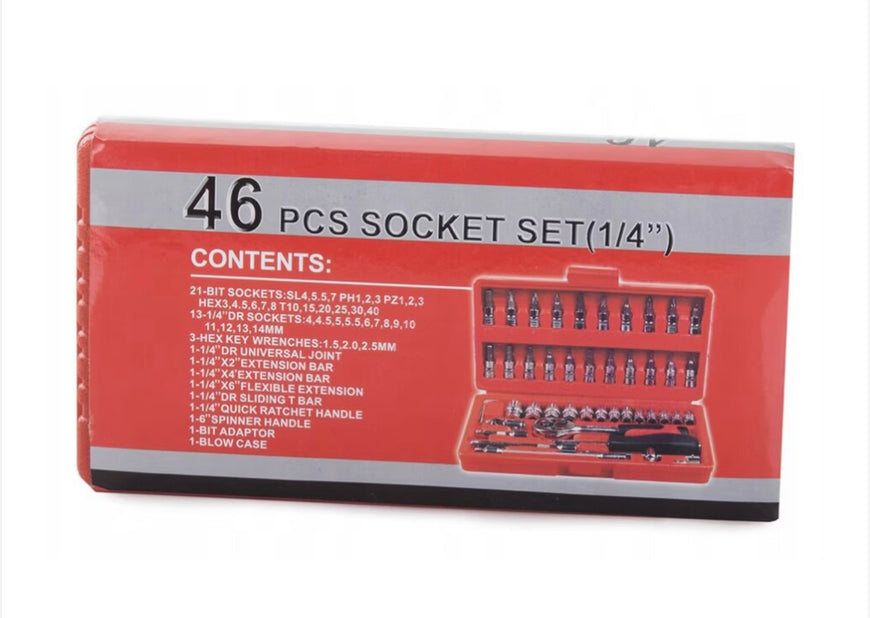 46 PCS SOCKET SET(1/4’’)
CONTENTS:
21-BIT SOCKETS:SL4,5.5,7 PH1,2,3 PZ1,2,3
HEX3,4.5,6,7,8 T10,15,20,25,30,40
13-1/4’’DR SOCKETS:4,4.5,5,5.5,6,7,8,9,10
11,12,13,14MM
3-HEX KEY WRENCHES:1.5,2.0,2.5MM
1-1/4’’DR UNIVERSAL JOINT
1-1/4’’X2’’EXTENSION BAR
1-1/4’’X4’EXTENSION BAR
1-1/4’’X6’’FLEXIBLE EXTENSION
1-1/4’’DR SLIDING T BAR
1-1/4’’QUICK RATCHET HANDLE
1-6’’SPINNER HANDLE
1-BIT ADAPTOR
1-BLOW CASE